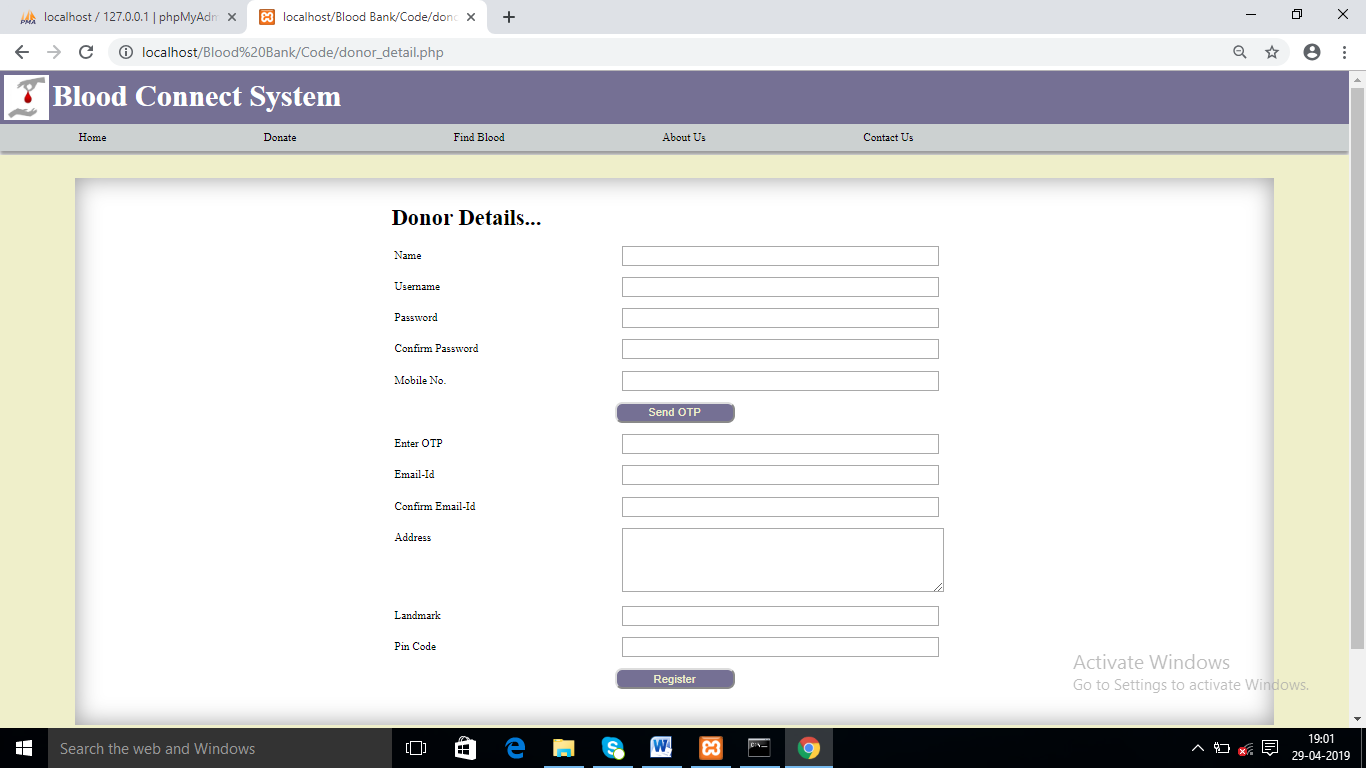 localhost / 127.0.0.1 | phpMyAdm
localhost/Blood Bank/Code/dono
localhost/Blood%20Bank/Code/donor_detail.php
Blood Connect System
Home Donate Find Blood About Us Contact Us
Donor Details...
Name
Username
Password
Confirm Password
Mobile No.
Send OTP
Enter OTP
Email-Id
Confirm Email-Id
Address
Landmark
Pin Code
Register
Activate Windows
Go to Settings to activate Windows.
Search the web and Windows
19:01
29-04-2019